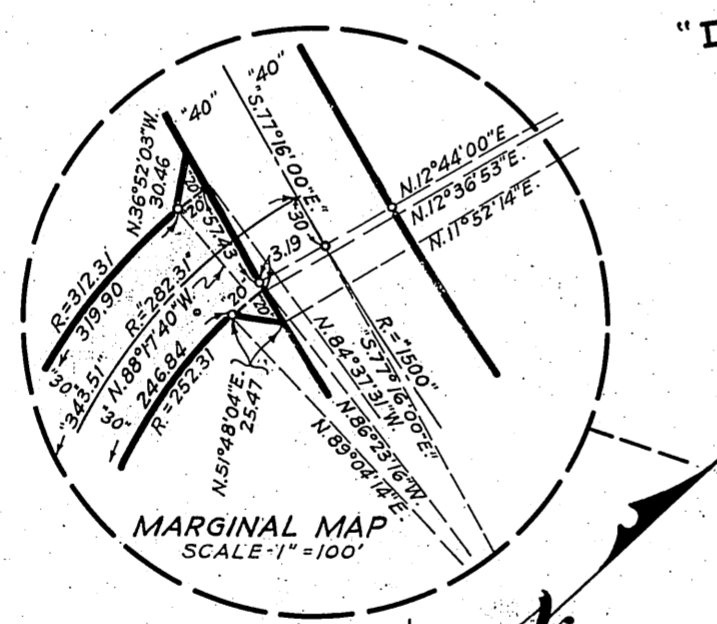 "40"
"40"
"S.77°16'00"E."
N.36°52'03"W.
30.46
"20"
20'
57.43
30
3.19
N.12°44'00"E
N.12°36'53"E.
N.11°52'14"E.
R=312.31
319.90
R="282.31"
"343.51"
N.88°17'40"W.
30'
30'
246.84
R=252.31
"20"
20'
N.51°48'04"E.
25.47
R="1500"
"S.77°16'00"E."
N.84°37'31"W.
N.86°23'16"W.
N.89°04'14"E.
MARGINAL MAP
SCALE-1"=100'